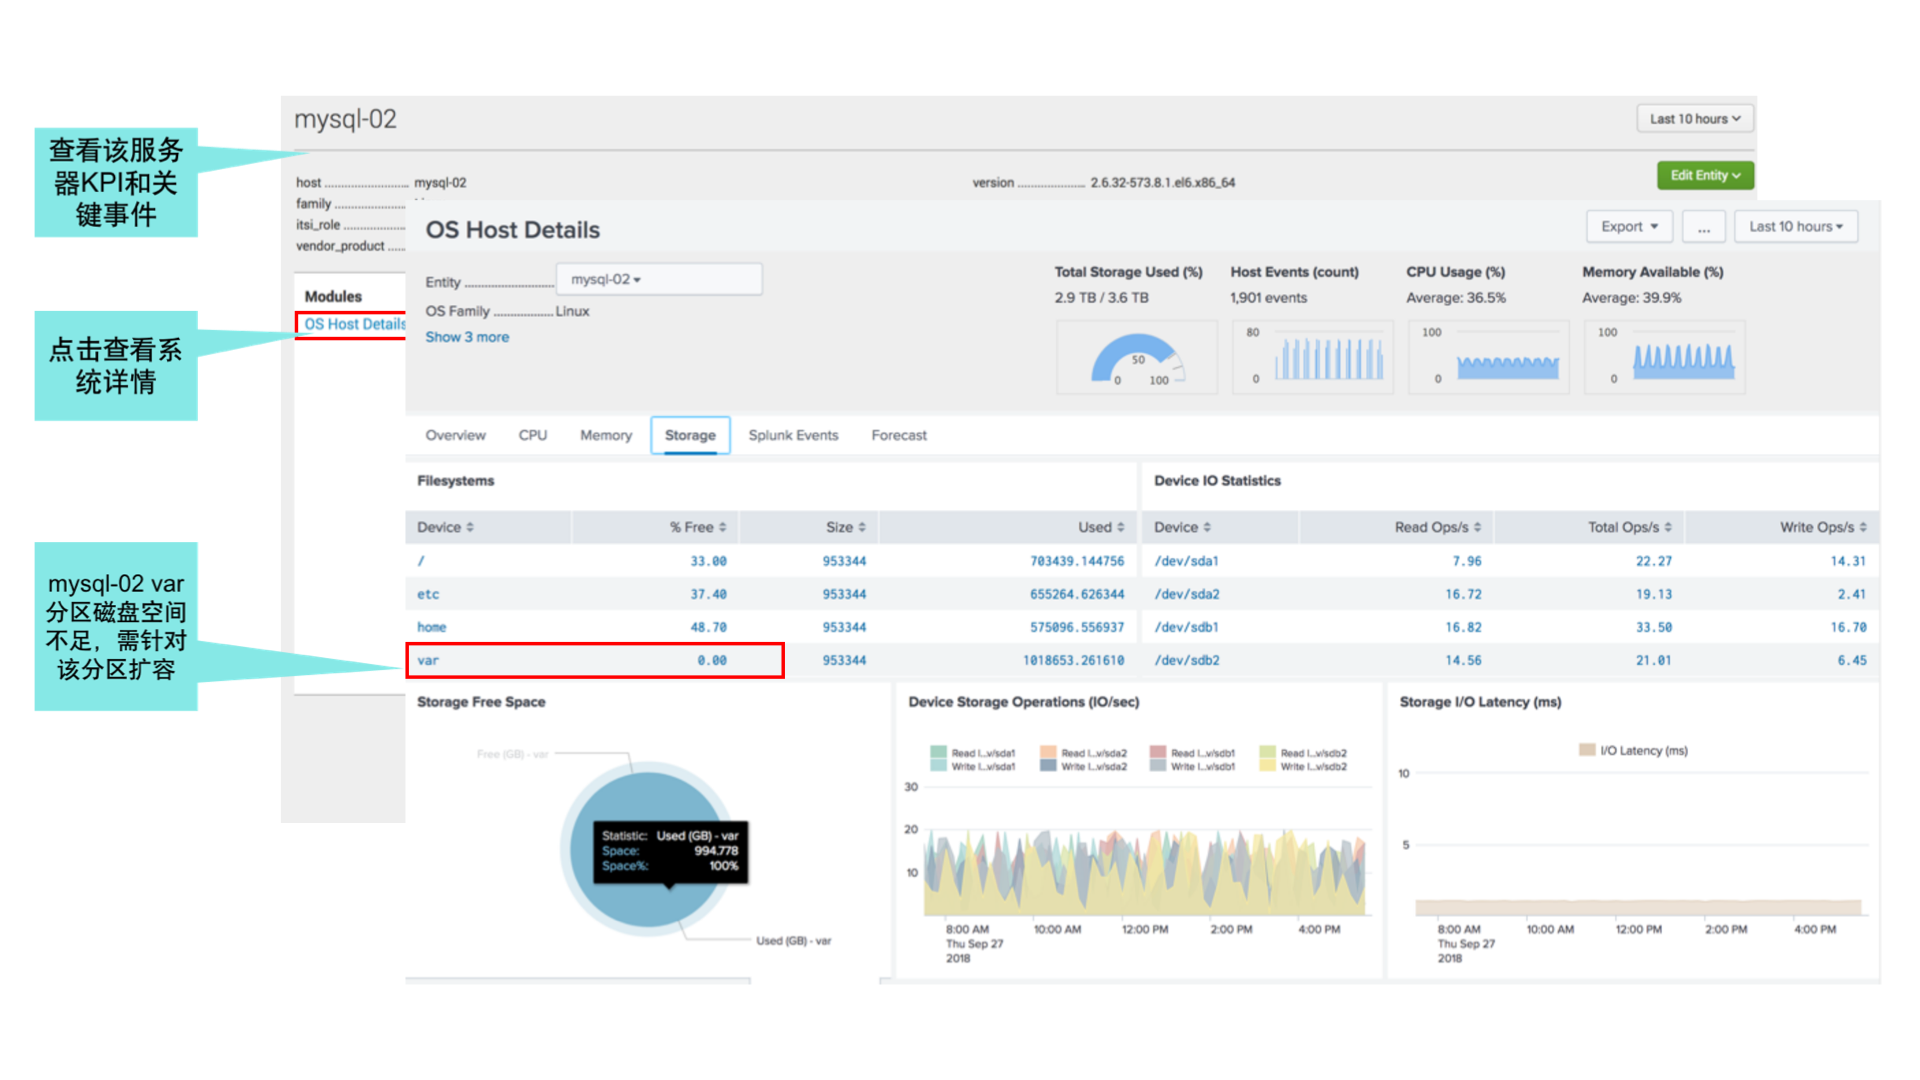 mysql-02
Last 10 hours
查看该服务
器KPI和关
键事件
host ........................ mysql-02
version ................... 2.6.32-573.8.1.el6.x86_64
Edit Entity
family ....................
itsi_role ..................
vendor_product .....
Modules
OS Host Details
点击查看系
统详情
mysql-02 var
分区磁盘空间
不足，需针对
该分区扩容
OS Host Details
Export
...
Last 10 hours
Entity ......................... mysql-02
OS Family ................ Linux
Show 3 more
Total Storage Used (%)
2.9 TB / 3.6 TB
50
0
100
Host Events (count)
1,901 events
80
0
CPU Usage (%)
Average: 36.5%
100
0
Memory Available (%)
Average: 39.9%
100
0
Overview CPU Memory Storage Splunk Events Forecast
Filesystems
Device % Free Size Used
/ 33.00 953344 703439.144756
etc 37.40 953344 655264.626344
home 48.70 953344 575096.556937
var 0.00 953344 1018653.261610
Device IO Statistics
Device Read Ops/s Total Ops/s Write Ops/s
/dev/sda1 7.96 22.27 14.31
/dev/sda2 16.72 19.13 2.41
/dev/sdb1 16.82 33.50 16.70
/dev/sdb2 14.56 21.01 6.45
Storage Free Space
Free (GB) - var
Statistic: Used (GB) - var
Space: 994.778
Space%: 100%
Used (GB) - var
Device Storage Operations (IO/sec)
Read I...v/sda1 Read I...v/sda2 Read I...v/sdb1 Read I...v/sdb2
Write I...v/sda1 Write I...v/sda2 Write I...v/sdb1 Write I...v/sdb2
30
20
10
8:00 AM 10:00 AM 12:00 PM 2:00 PM 4:00 PM
Thu Sep 27
2018
Storage I/O Latency (ms)
I/O Latency (ms)
10
5
8:00 AM 10:00 AM 12:00 PM 2:00 PM 4:00 PM
Thu Sep 27
2018